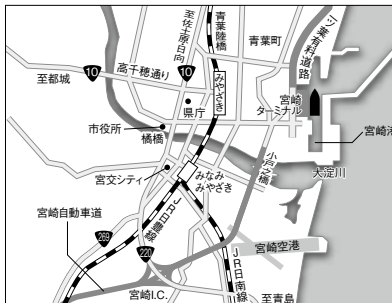 至佐土原・日向
青葉陸橋
青葉町
一ツ葉有料道路
10
10
至都城
高千穂通り
みやざき
県庁
宮崎
ターミナル
市役所
橘橋
宮崎港
小戸之橋
大淀川
宮交シティ
みなみ
みやざき
宮崎自動車道
JR日豊線
269
220
宮崎空港
JR日南線
宮崎I.C.
至青島